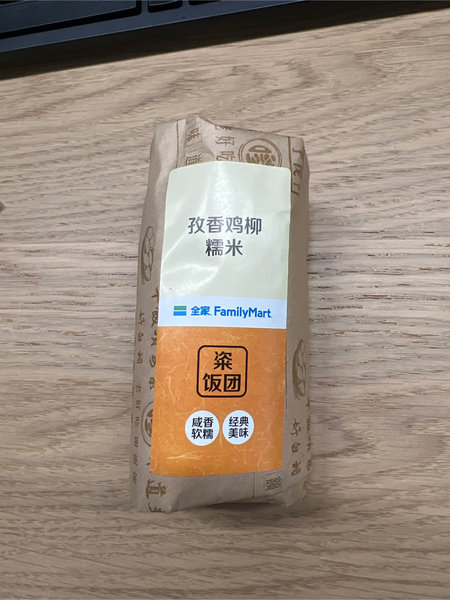 孜香鸡柳
糯米
全家 FamilyMart
粢
饭团
咸香
软糯
经典
美味